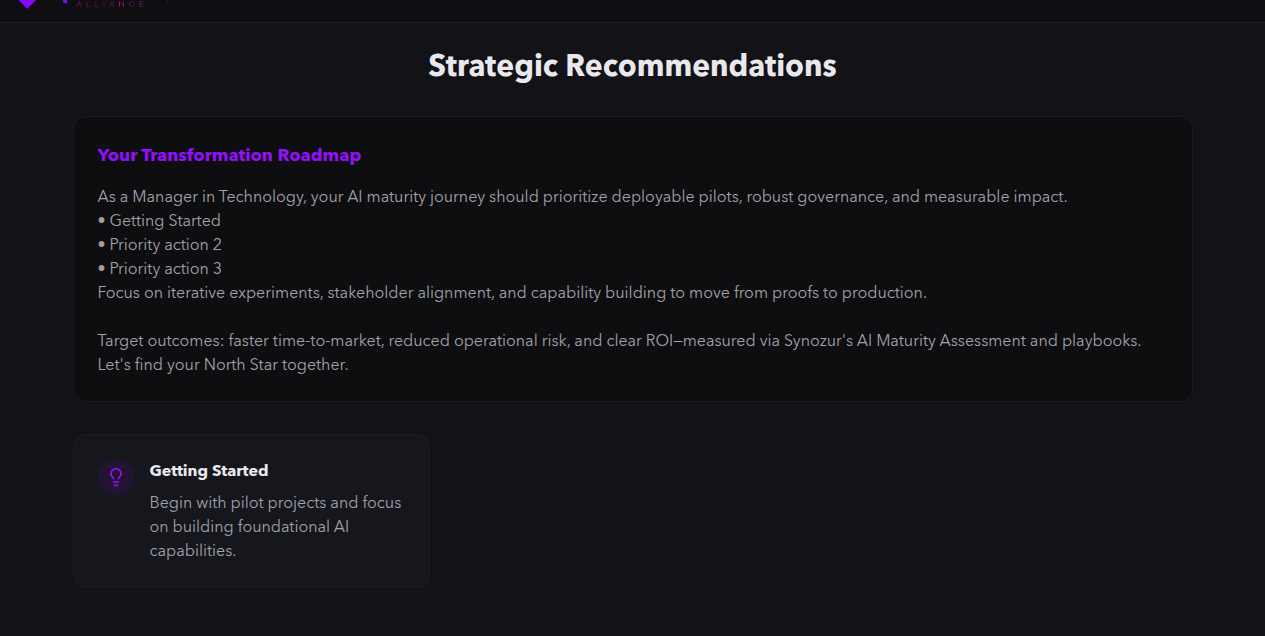 ALLIANCE
Strategic Recommendations
Your Transformation Roadmap
As a Manager in Technology, your AI maturity journey should prioritize deployable pilots, robust governance, and measurable impact.
• Getting Started
• Priority action 2
• Priority action 3
Focus on iterative experiments, stakeholder alignment, and capability building to move from proofs to production.
Target outcomes: faster time-to-market, reduced operational risk, and clear ROI—measured via Synozur's AI Maturity Assessment and playbooks.
Let's find your North Star together.
Getting Started
Begin with pilot projects and focus
on building foundational AI
capabilities.